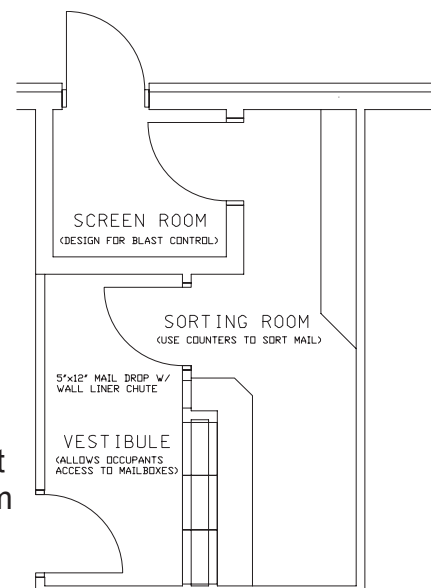 SCREEN ROOM
(DESIGN FOR BLAST CONTROL)
SORTING ROOM
(USE COUNTERS TO SORT MAIL)
5"x12" MAIL DROP W/
WALL LINER CHUTE
VESTIBULE
(ALLOWS OCCUPANTS
ACCESS TO MAILBOXES)